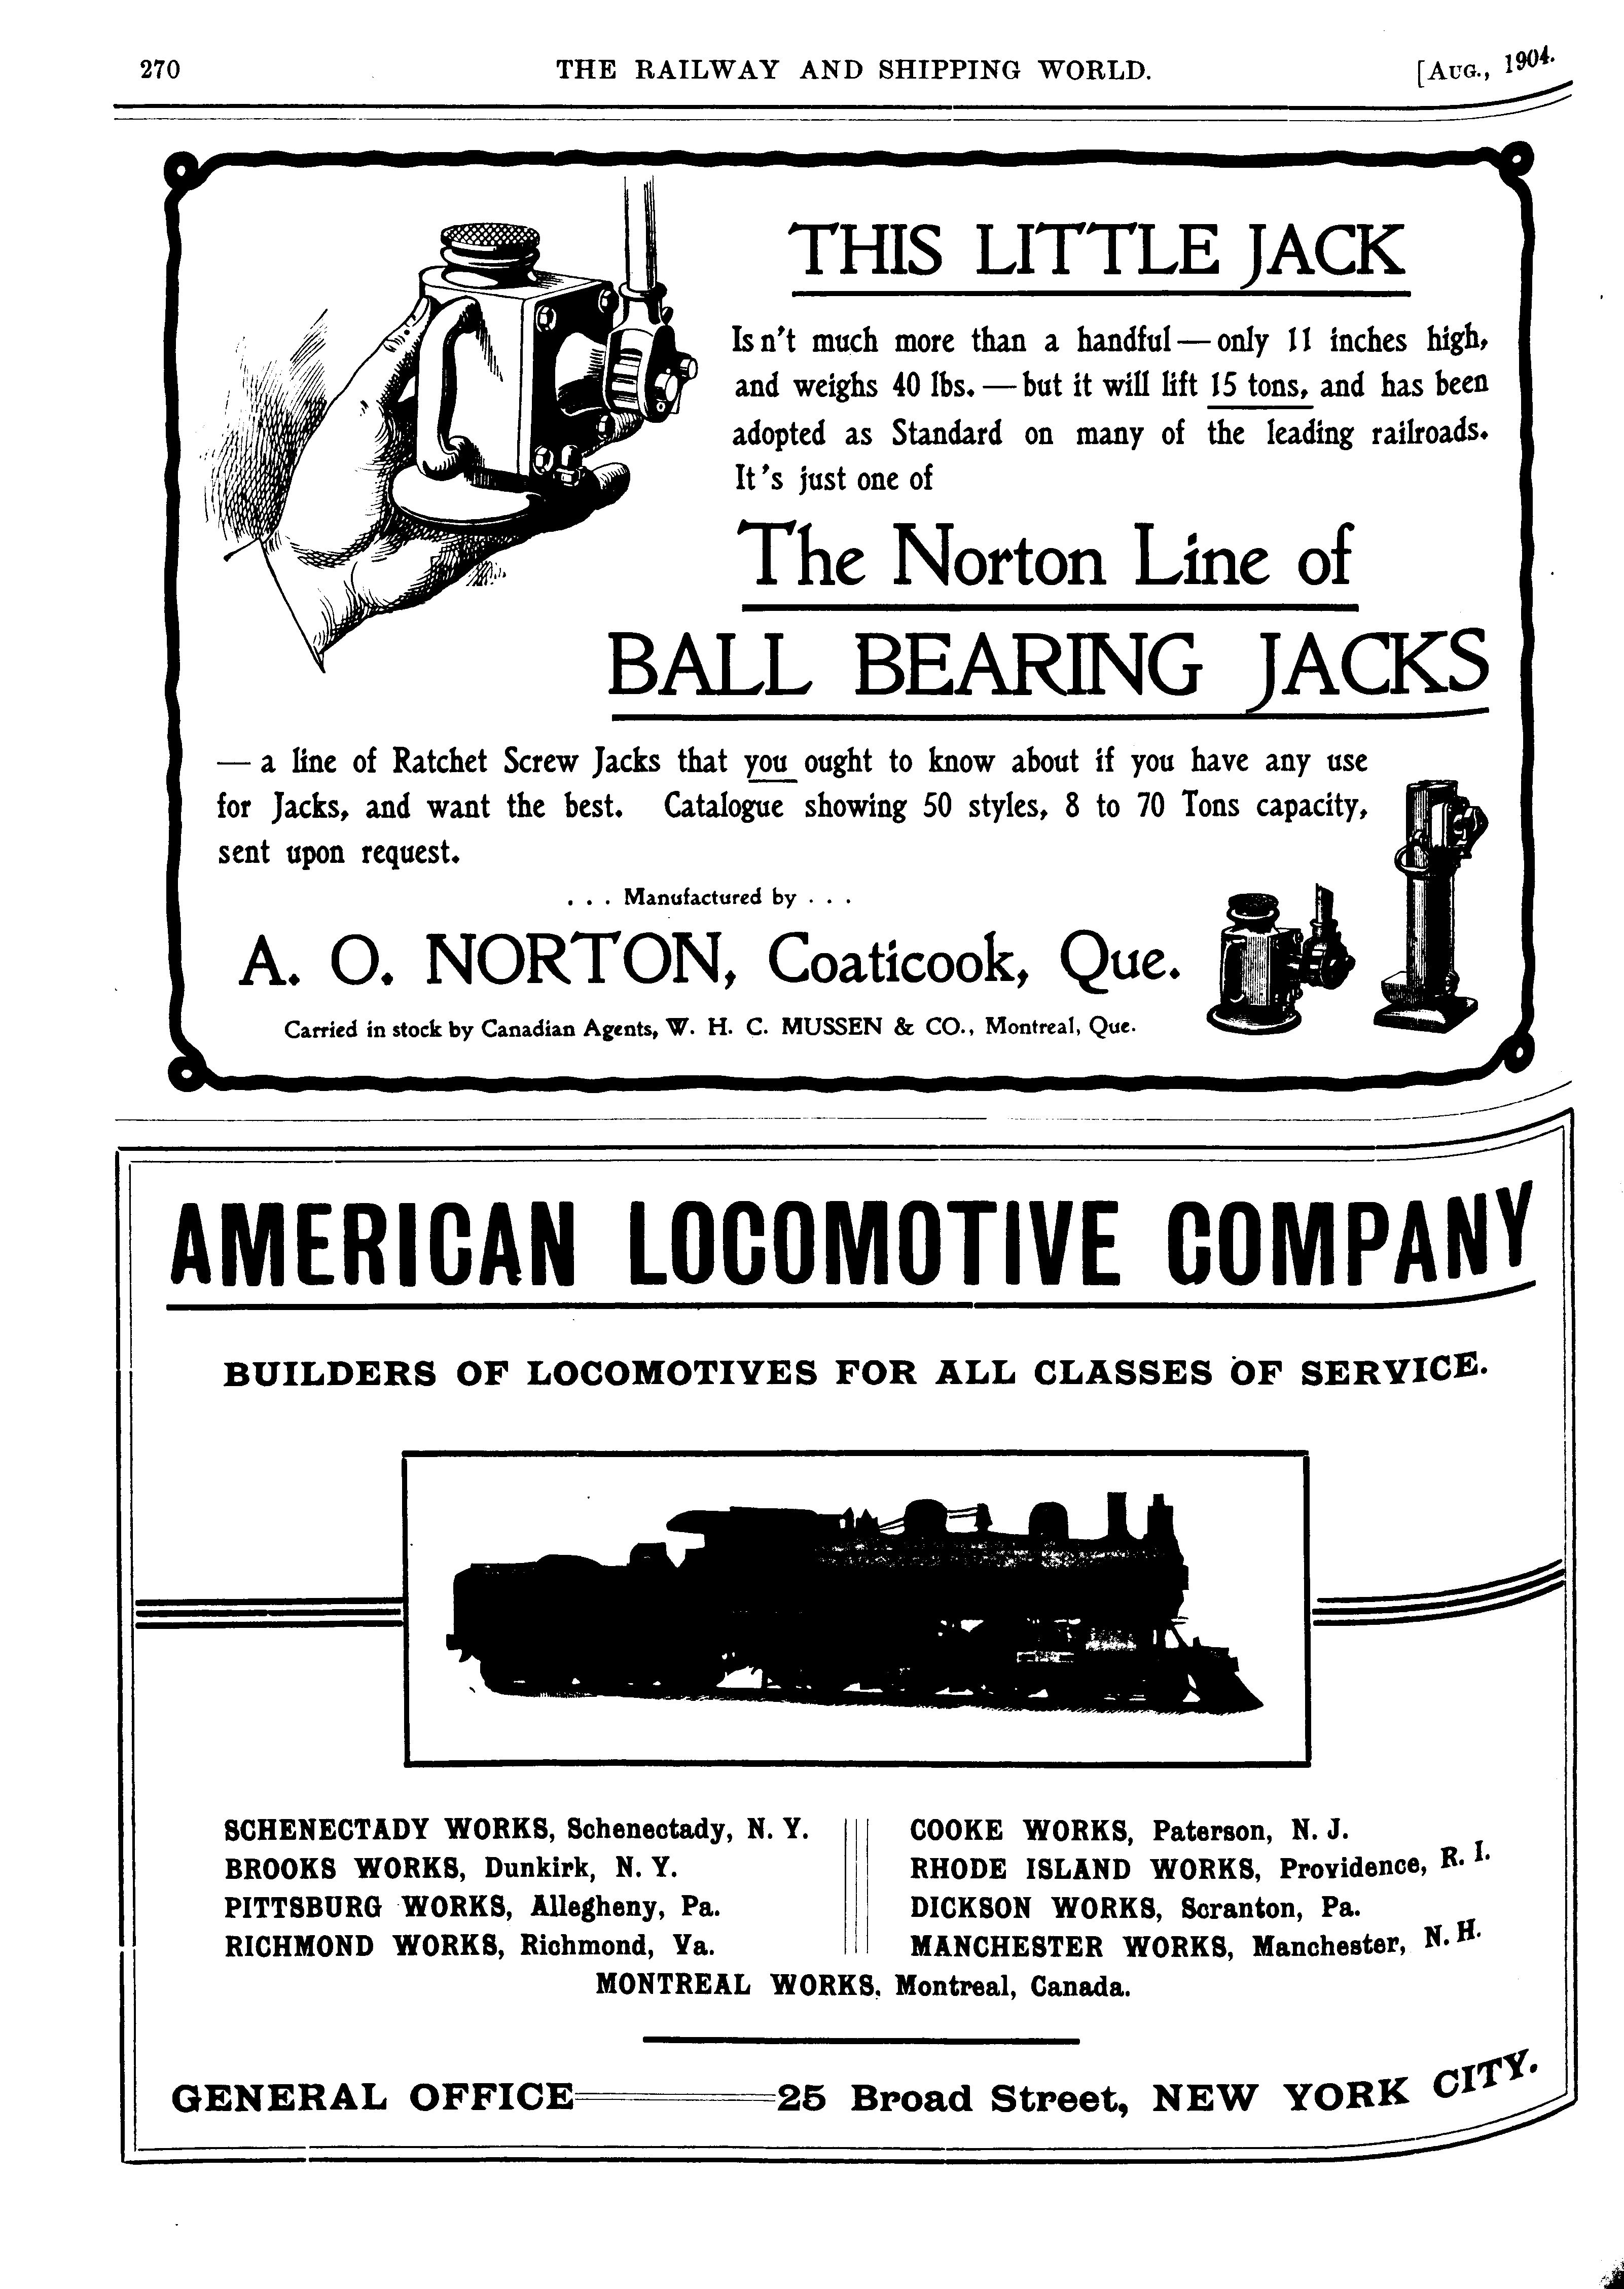 270 THE RAILWAY AND SHIPPING WORLD. [AUG., 1904.
THIS LITTLE JACK
Isn't much more than a handful—only 11 inches high,
and weighs 40 lbs.—but it will lift 15 tons, and has been
adopted as Standard on many of the leading railroads.
It's just one of
The Norton Line of
BALL BEARING JACKS
—a line of Ratchet Screw Jacks that you ought to know about if you have any use
for Jacks, and want the best. Catalogue showing 50 styles, 8 to 70 Tons capacity,
sent upon request.
. . . Manufactured by . . .
A. O. NORTON, Coaticook, Que.
Carried in stock by Canadian Agents, W. H. C. MUSSEN & CO., Montreal, Que.
AMERICAN LOCOMOTIVE COMPANY
BUILDERS OF LOCOMOTIVES FOR ALL CLASSES OF SERVICE.
SCHENECTADY WORKS, Schenectady, N. Y.
BROOKS WORKS, Dunkirk, N. Y.
PITTSBURG WORKS, Allegheny, Pa.
RICHMOND WORKS, Richmond, Va.
COOKE WORKS, Paterson, N. J.
RHODE ISLAND WORKS, Providence, R. I.
DICKSON WORKS, Scranton, Pa.
MANCHESTER WORKS, Manchester, N. H.
MONTREAL WORKS. Montreal, Canada.
GENERAL OFFICE 25 Broad Street, NEW YORK CITY.